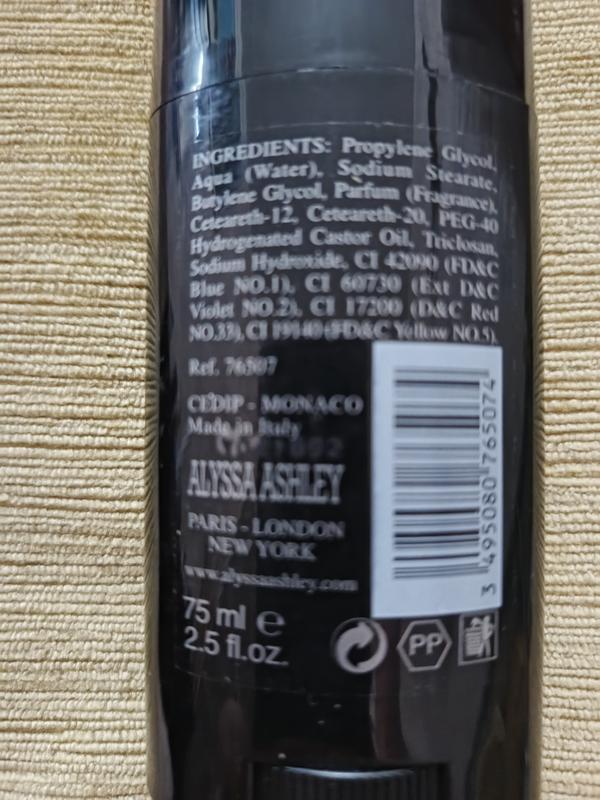 INGREDIENTS: Propylene Glycol,
Aqua (Water), Sodium Stearate,
Butylene Glycol, Parfum (Fragrance),
Ceteareth-12, Ceteareth-20, PEG-40
Hydrogenated Castor Oil, Triclosan,
Sodium Hydroxide, CI 42090 (FD&C
Blue NO.1), CI 60730 (Ext D&C
Violet NO.2), CI 17200 (D&C Red
NO.33), CI 19140 (FD&C Yellow NO.5).
Ref. 76507
CEDIP - MONACO
Made in Italy
ALYSSA ASHLEY
PARIS - LONDON
NEW YORK
www.alyssaashley.com
75 ml e
2.5 fl.oz.
PP
3 495080 765074